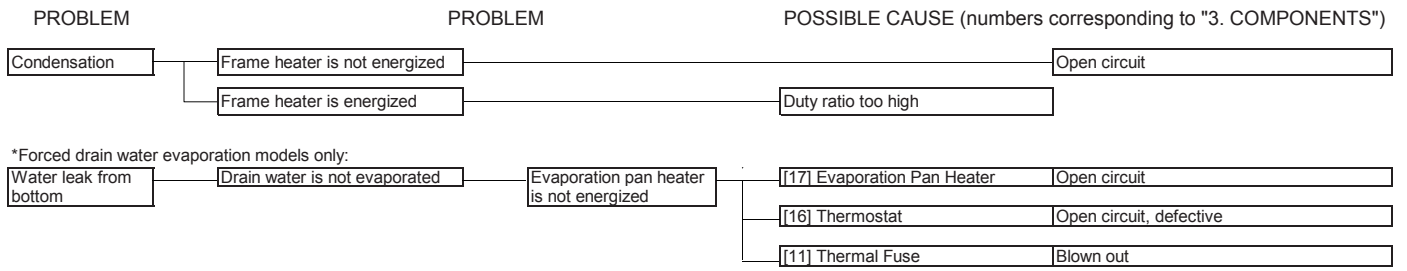 PROBLEM PROBLEM POSSIBLE CAUSE (numbers corresponding to "3. COMPONENTS")
Condensation Frame heater is not energized Open circuit
Frame heater is energized Duty ratio too high
*Forced drain water evaporation models only:
Water leak from bottom Drain water is not evaporated Evaporation pan heater is not energized [17] Evaporation Pan Heater Open circuit
[16] Thermostat Open circuit, defective
[11] Thermal Fuse Blown out